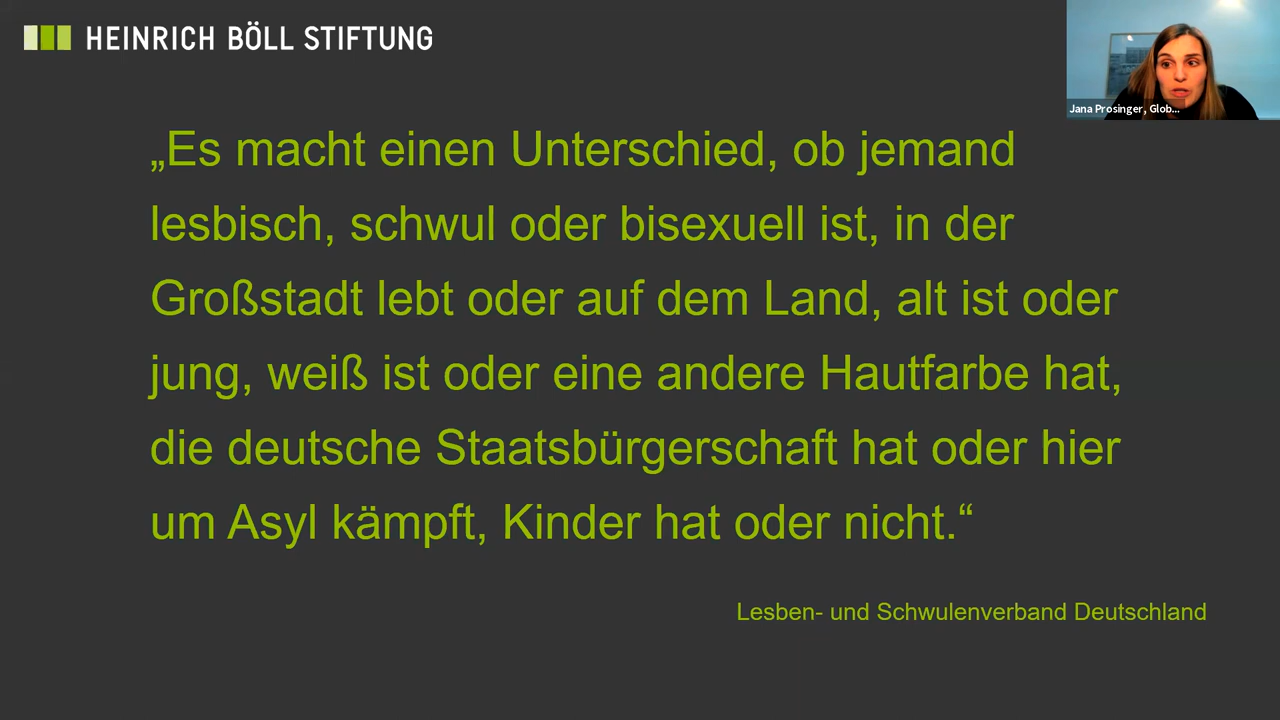 HEINRICH BÖLL STIFTUNG
Jana Prosinger, Glob...
„Es macht einen Unterschied, ob jemand
lesbisch, schwul oder bisexuell ist, in der
Großstadt lebt oder auf dem Land, alt ist oder
jung, weiß ist oder eine andere Hautfarbe hat,
die deutsche Staatsbürgerschaft hat oder hier
um Asyl kämpft, Kinder hat oder nicht.“
Lesben- und Schwulenverband Deutschland